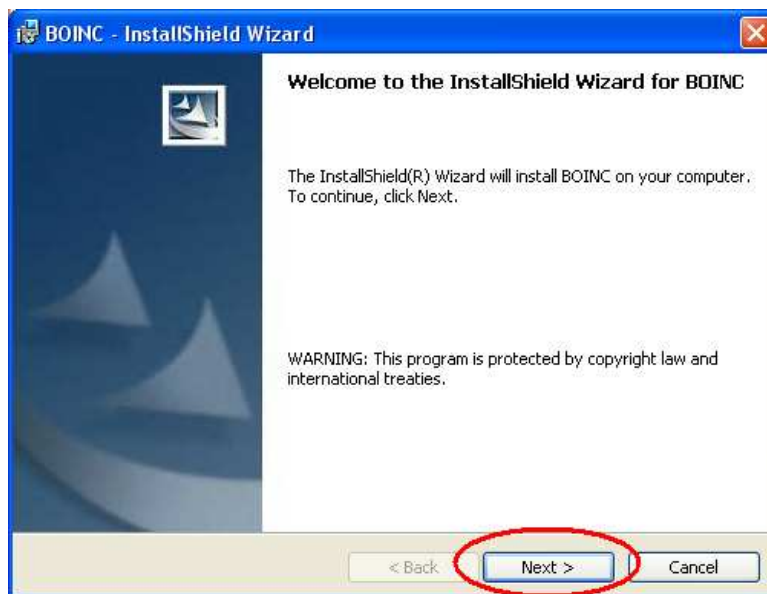 BOINC - InstallShield Wizard
Welcome to the InstallShield Wizard for BOINC
The InstallShield(R) Wizard will install BOINC on your computer.
To continue, click Next.
WARNING: This program is protected by copyright law and
international treaties.
< Back
Next >
Cancel